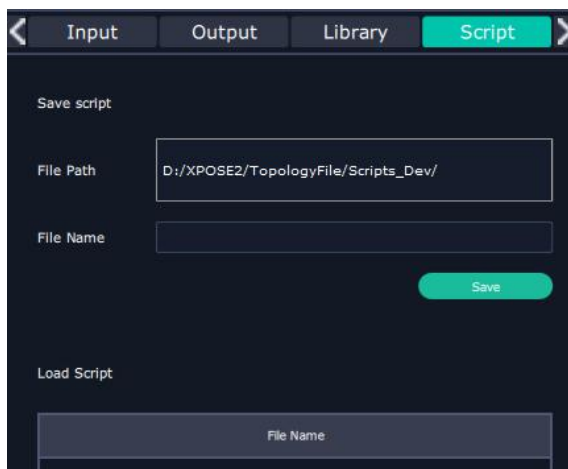 Input Output Library Script
Save script
File Path D:/XPOSE2/TopologyFile/Scripts_Dev/
File Name
Save
Load Script
File Name